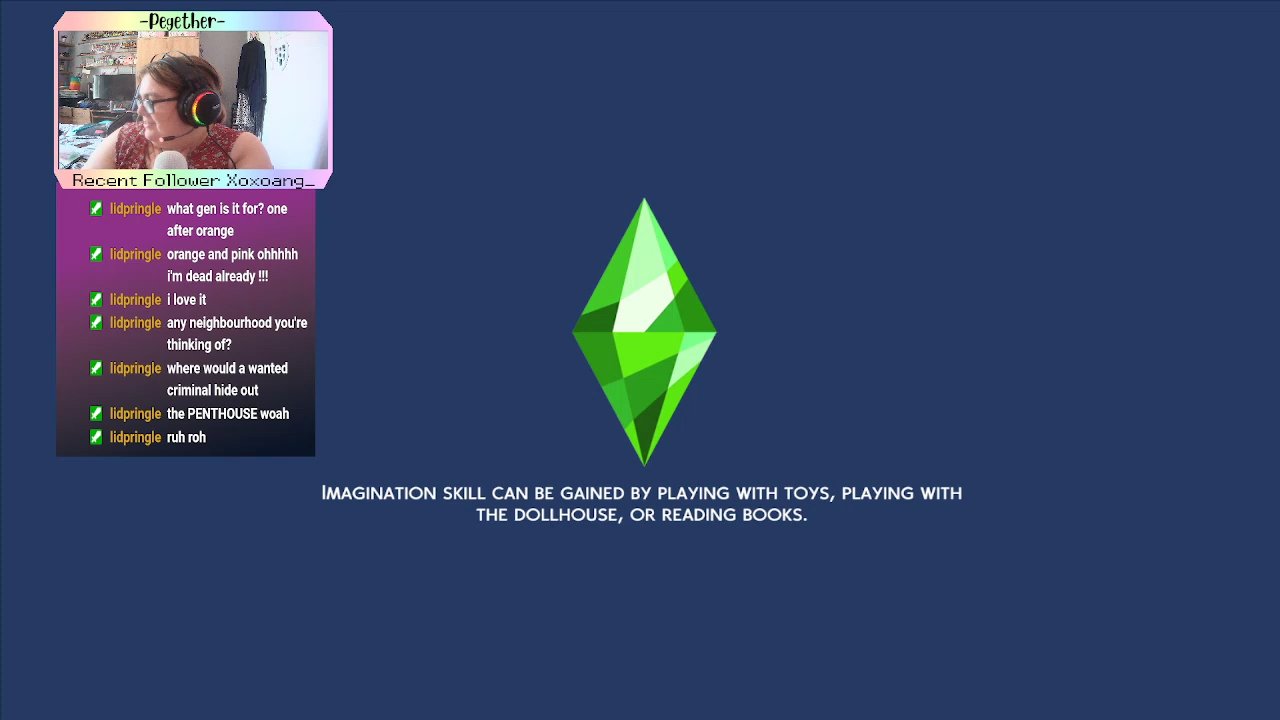 -Pegether-
Recent Follower Xoxoang_
lidpringle what gen is it for? one
after orange
lidpringle orange and pink ohhhhh
i'm dead already !!!
lidpringle i love it
lidpringle any neighbourhood you're
thinking of?
lidpringle where would a wanted
criminal hide out
lidpringle the PENTHOUSE woah
lidpringle ruh roh
IMAGINATION SKILL CAN BE GAINED BY PLAYING WITH TOYS, PLAYING WITH
THE DOLLHOUSE, OR READING BOOKS.